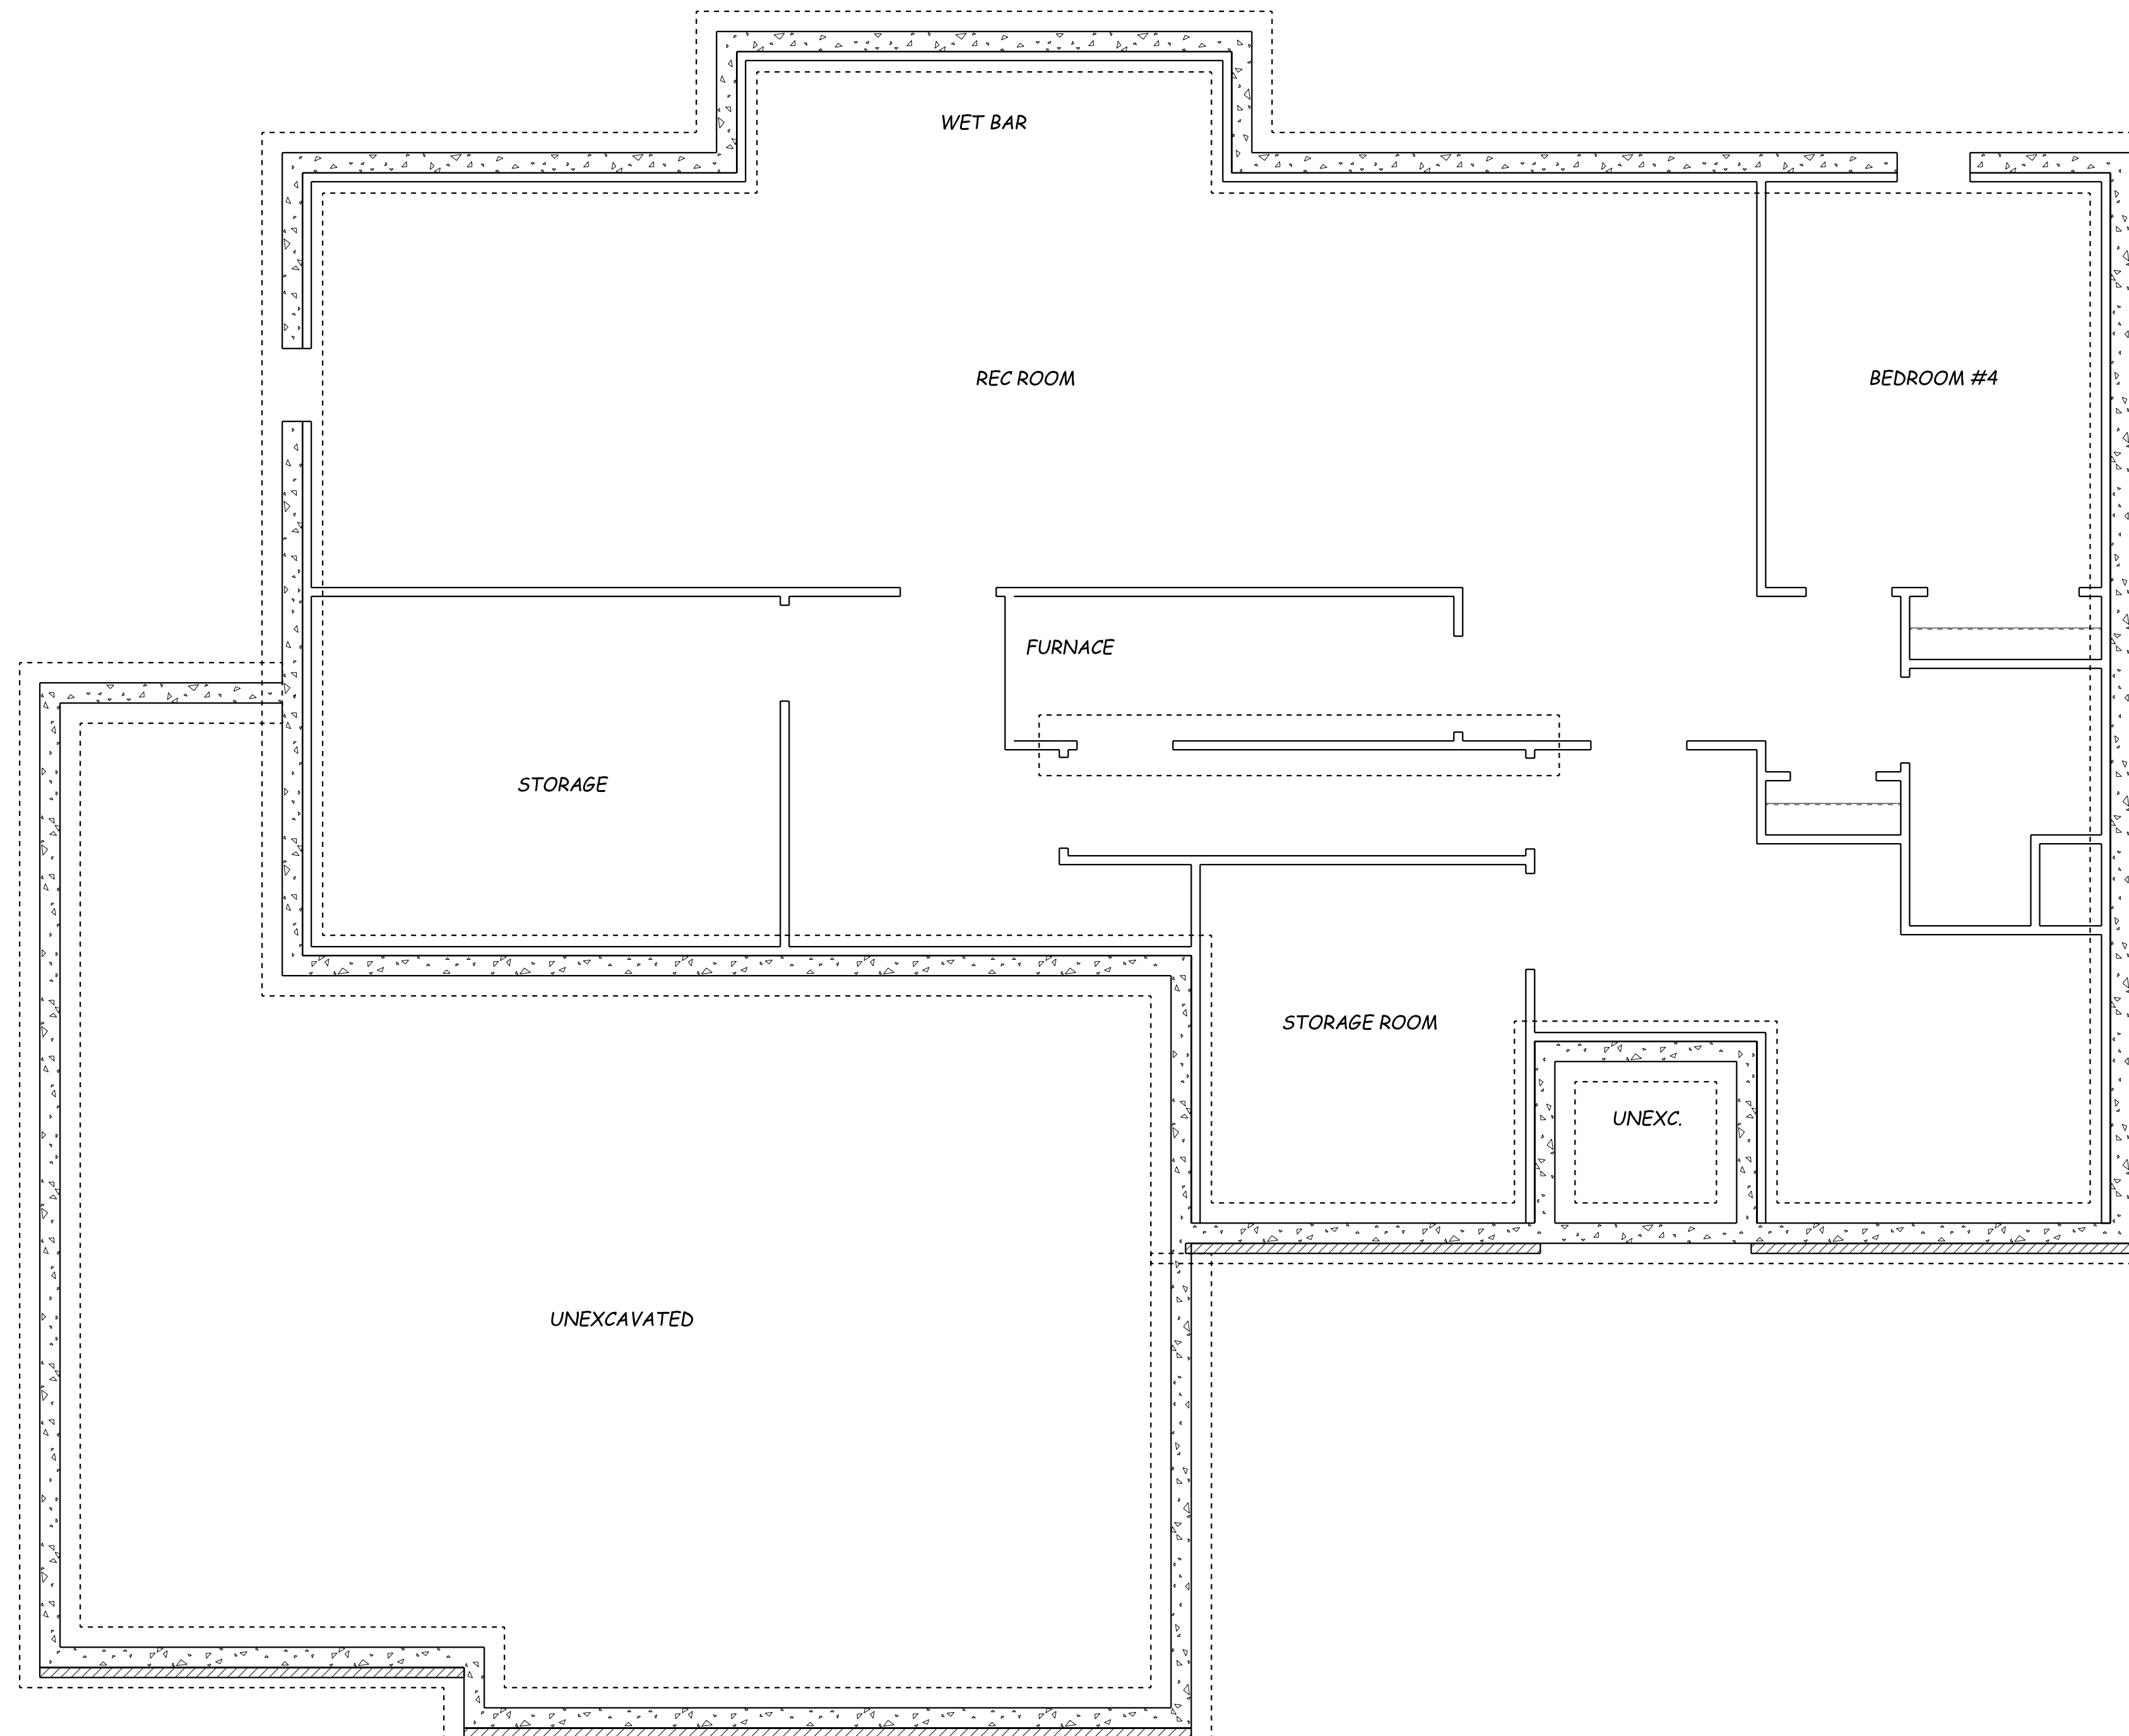 WET BAR
REC ROOM
BEDROOM #4
FURNACE
STORAGE
STORAGE ROOM
UNEXC.
UNEXCAVATED